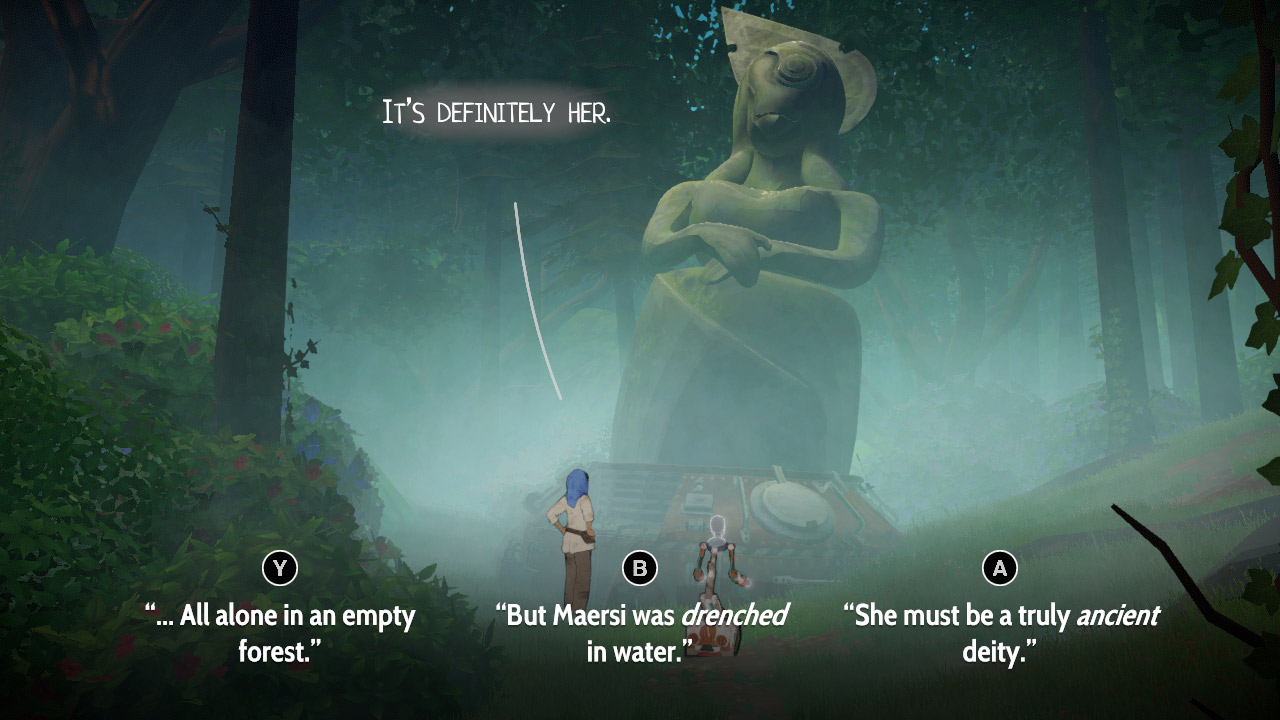 It's definitely her.
Y
"... All alone in an empty
forest."
B
"But Maersi was drenched
in water."
A
"She must be a truly ancient
deity."